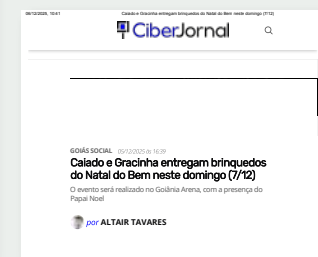 09/12/2025, 10:41 Caiado e Gracinha entregam brinquedos do Natal do Bem neste domingo (7/12)
CiberJornal
GOIÁS SOCIAL 05/12/2025 às 16:39
Caiado e Gracinha entregam brinquedos
do Natal do Bem neste domingo (7/12)
O evento será realizado no Goiânia Arena, com a presença do
Papai Noel
por ALTAIR TAVARES